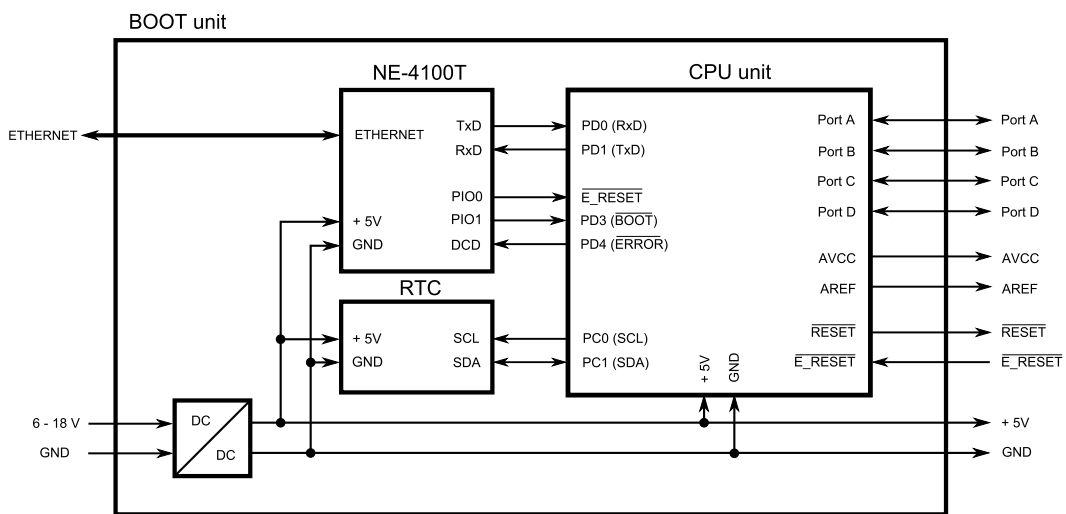 BOOT unit
NE-4100T
CPU unit
ETHERNET
ETHERNET
TxD
RxD
PIO0
PIO1
DCD
+ 5V
GND
PD0 (RxD)
PD1 (TxD)
E_RESET
PD3 (BOOT)
PD4 (ERROR)
RTC
+ 5V
GND
SCL
SDA
PC0 (SCL)
PC1 (SDA)
+ 5V
GND
Port A
Port B
Port C
Port D
AVCC
AREF
RESET
E_RESET
Port A
Port B
Port C
Port D
AVCC
AREF
RESET
E_RESET
6 - 18 V
GND
DC
DC
+ 5V
GND